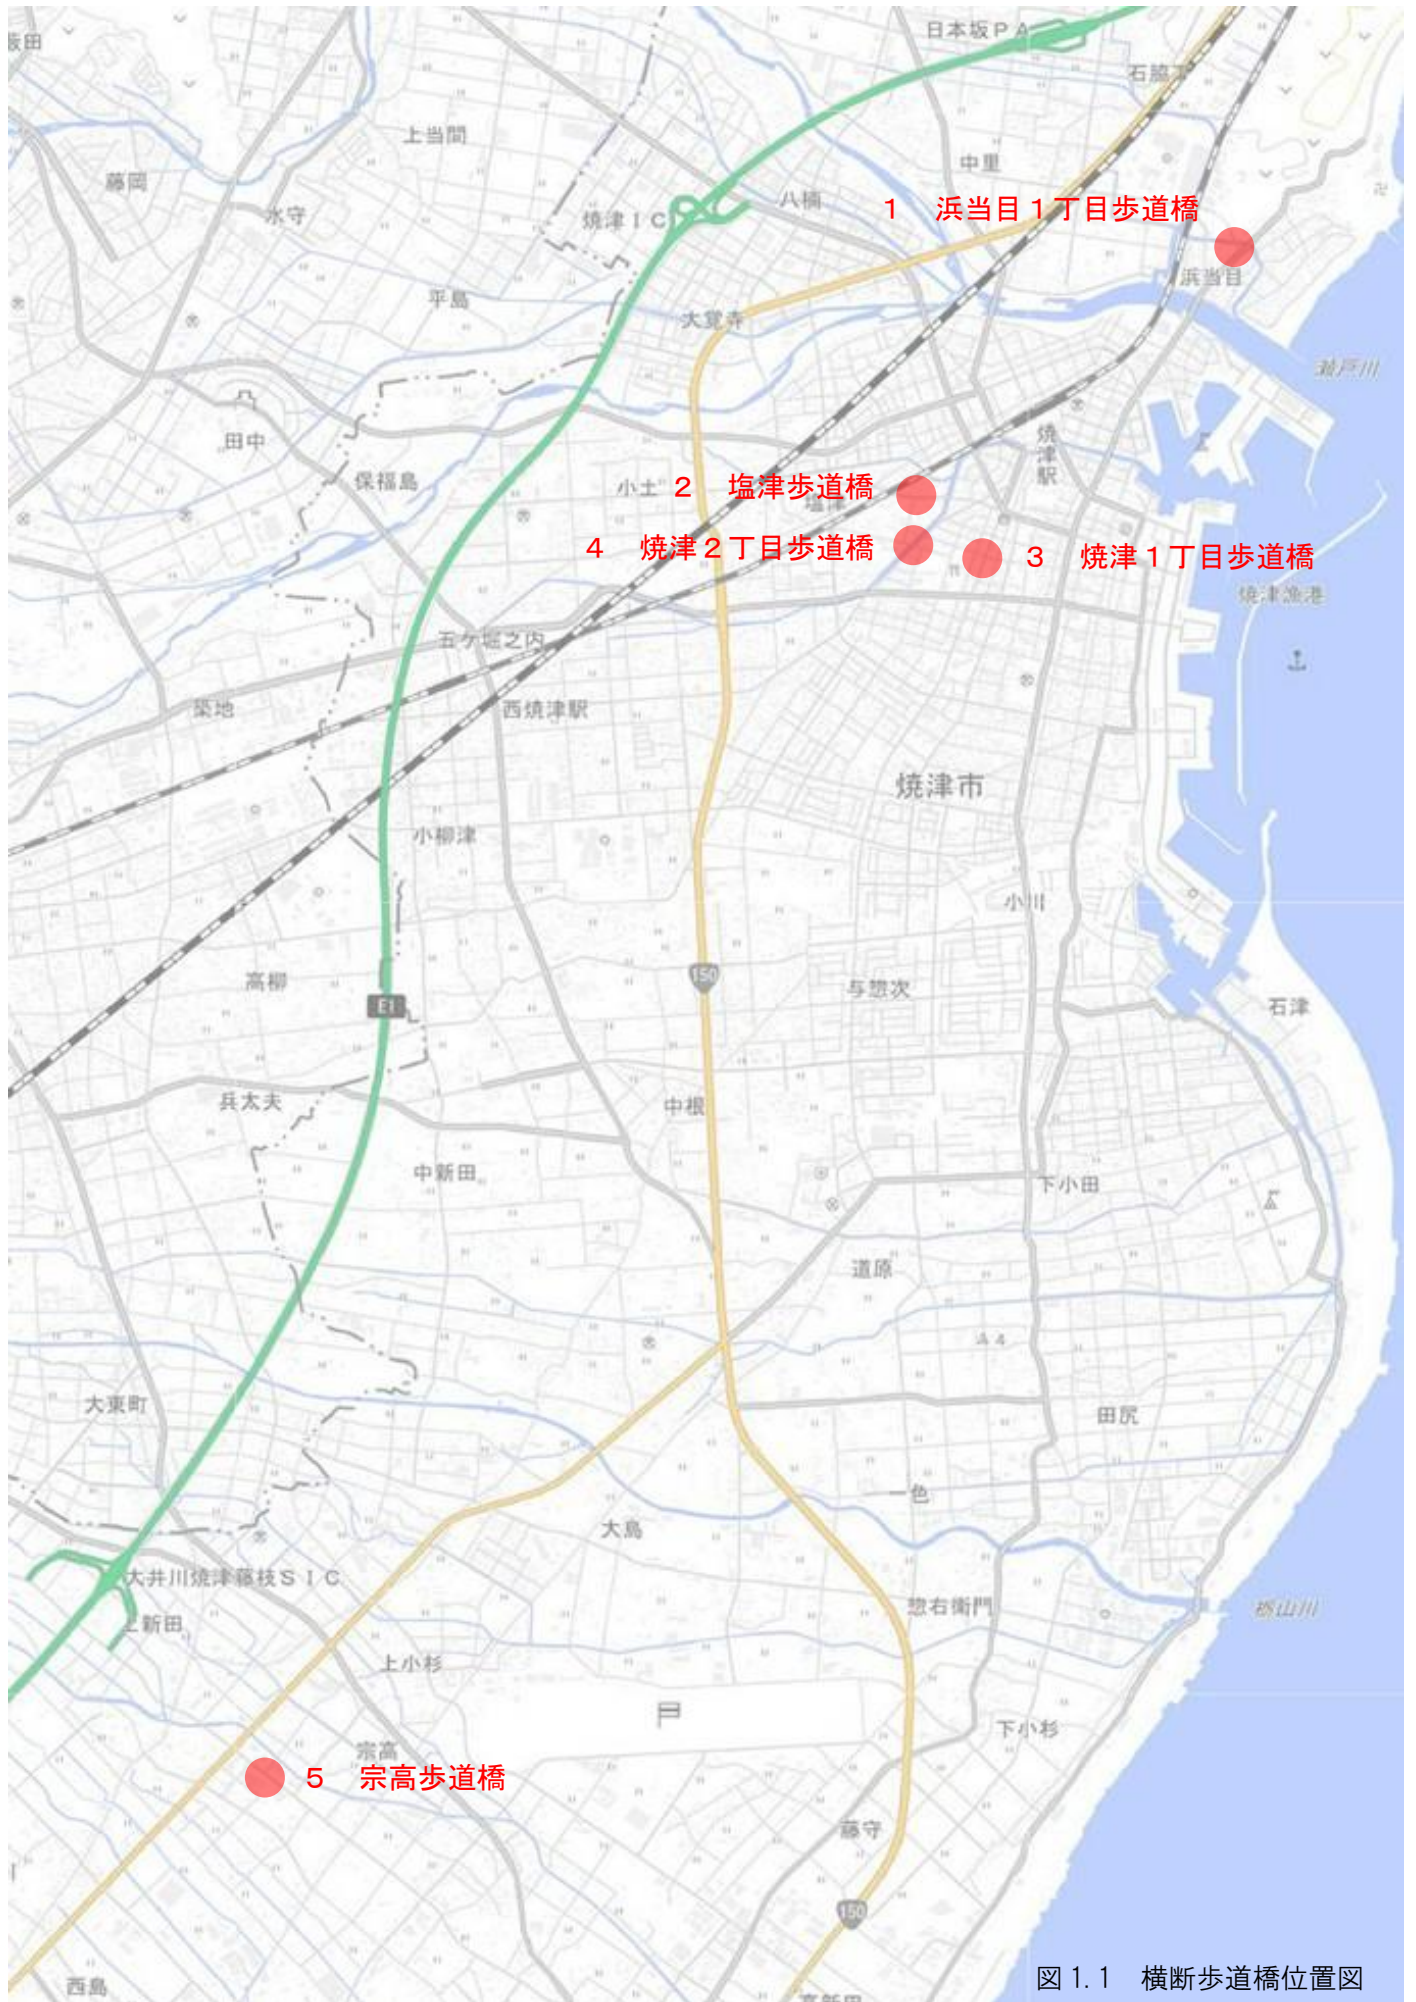 日本坂ＰＡ
石脇下
上当間
中里
藤岡
水守
焼津ＩＣ
八楠
1　浜当目１丁目歩道橋
浜当目
平島
大覚寺
瀬戸川
田中
保福島
焼津駅
小土
2　塩津歩道橋
塩津
4　焼津２丁目歩道橋
3　焼津１丁目歩道橋
焼津漁港
五ケ堀之内
築地
西焼津駅
焼津市
小柳津
小川
高柳
150
与惣次
E1
石津
兵太夫
中根
中新田
下小田
道原
大東町
田尻
一色
大島
大井川焼津藤枝ＳＩＣ
上新田
惣右衛門
栃山川
上小杉
下小杉
宗高
5　宗高歩道橋
藤守
150
西島
高新田
図 1.1　横断歩道橋位置図